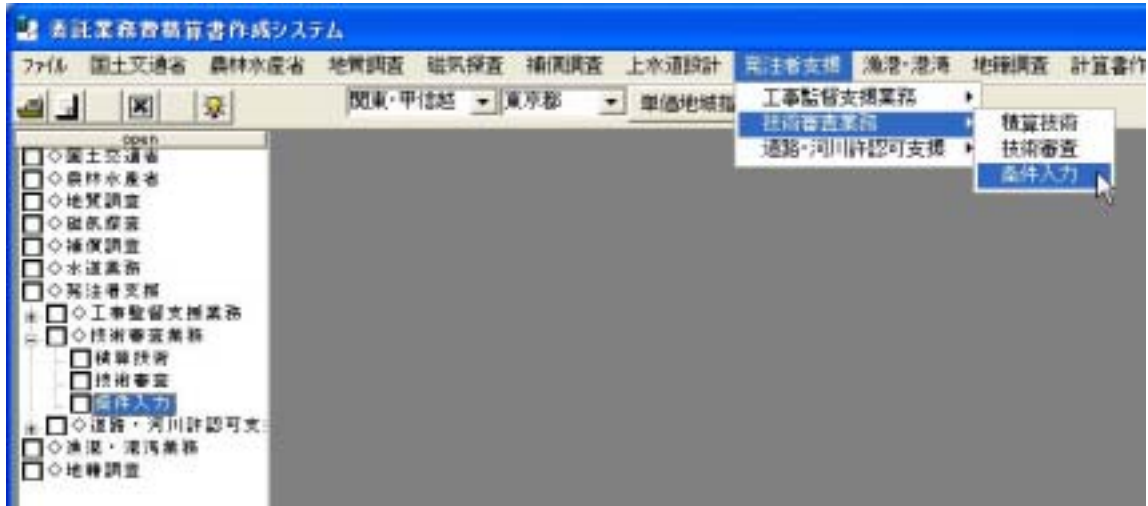 委託業務費積算書作成システム
ファイル 国土交通省 農林水産省 地質調査 磁気探査 補償調査 上水道設計 発注者支援 漁港・港湾 地籍調査 計算書作
関東・甲信越 東京都 単価地域指
工事監督支援業務
技術審査業務
道路・河川許認可支援
積算技術
技術審査
条件入力
open
◇国土交通省
◇農林水産省
◇地質調査
◇磁気探査
◇補償調査
◇水道業務
◇発注者支援
◇工事監督支援業務
◇技術審査業務
積算技術
技術審査
条件入力
◇道路・河川許認可支
◇漁港・港湾業務
◇地籍調査